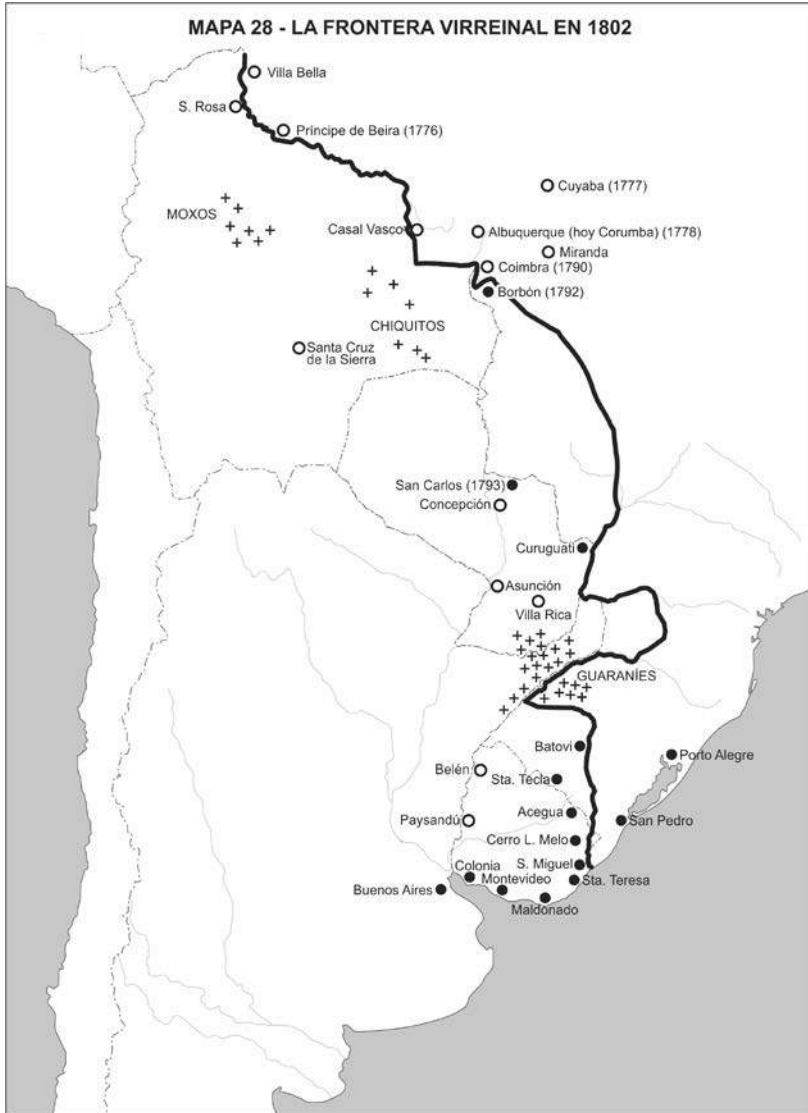 MAPA 28 - LA FRONTERA VIRREINAL EN 1802
Villa Bella
S. Rosa
Príncipe de Beira (1776)
Cuyaba (1777)
MOXOS
Casal Vasco
Albuquerque (hoy Corumba) (1778)
Miranda
Coimbra (1790)
Borbón (1792)
CHIQUITOS
Santa Cruz
de la Sierra
San Carlos (1793)
Concepción
Curuguati
Asunción
Villa Rica
GUARANÍES
Batovi
Porto Alegre
Belén
Sta. Tecla
Acegua
Paysandú
San Pedro
Cerro L. Melo
S. Miguel
Colonia
Montevideo
Sta. Teresa
Buenos Aires
Maldonado